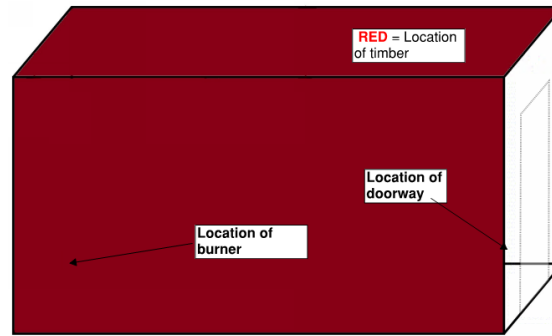 RED = Location
of timber
Location of
doorway
Location of
burner